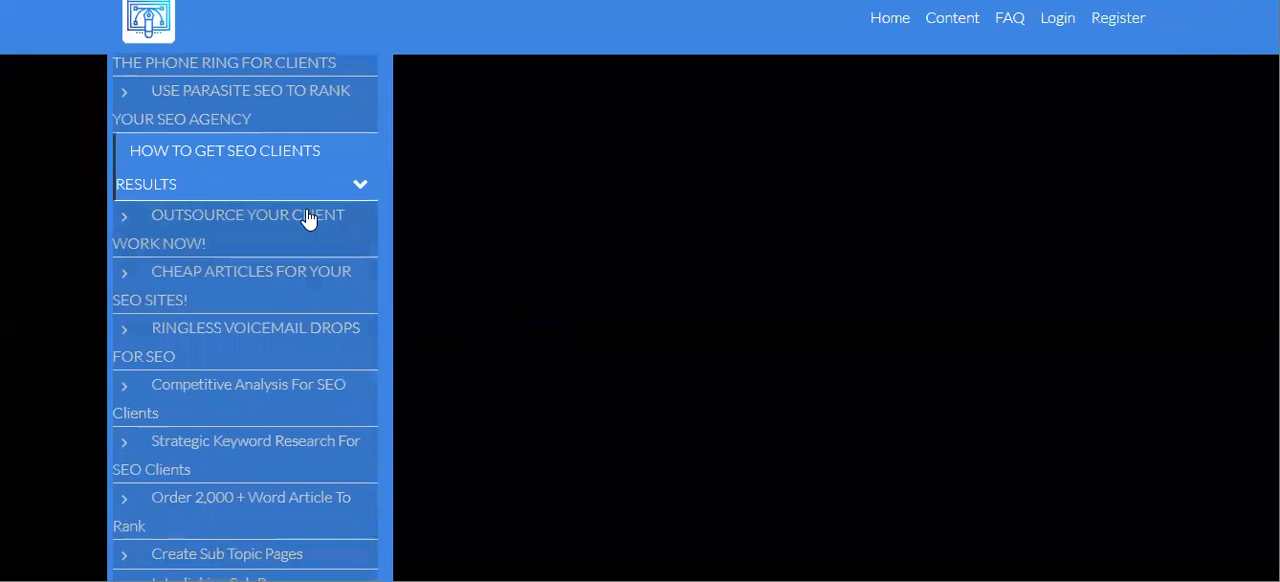 Home Content FAQ Login Register
THE PHONE RING FOR CLIENTS
USE PARASITE SEO TO RANK
YOUR SEO AGENCY
HOW TO GET SEO CLIENTS
RESULTS
OUTSOURCE YOUR CLIENT
WORK NOW!
CHEAP ARTICLES FOR YOUR
SEO SITES!
RINGLESS VOICEMAIL DROPS
FOR SEO
Competitive Analysis For SEO
Clients
Strategic Keyword Research For
SEO Clients
Order 2,000 + Word Article To
Rank
Create Sub Topic Pages